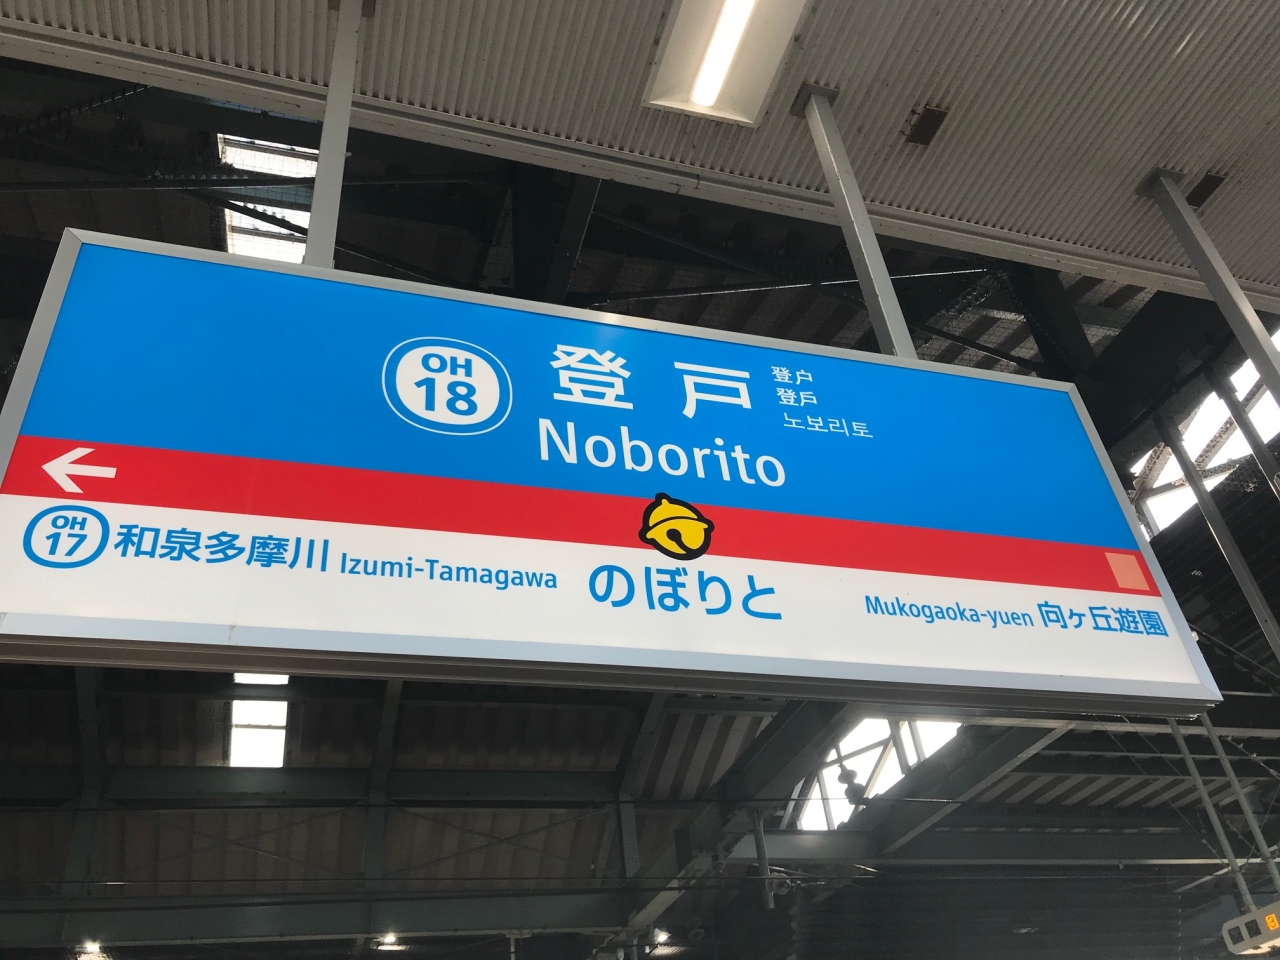 OH
18
登戸
登户
登戶
노보리토
Noborito
OH
17
和泉多摩川 Izumi-Tamagawa
のぼりと
Mukogaoka-yuen 向ヶ丘遊園